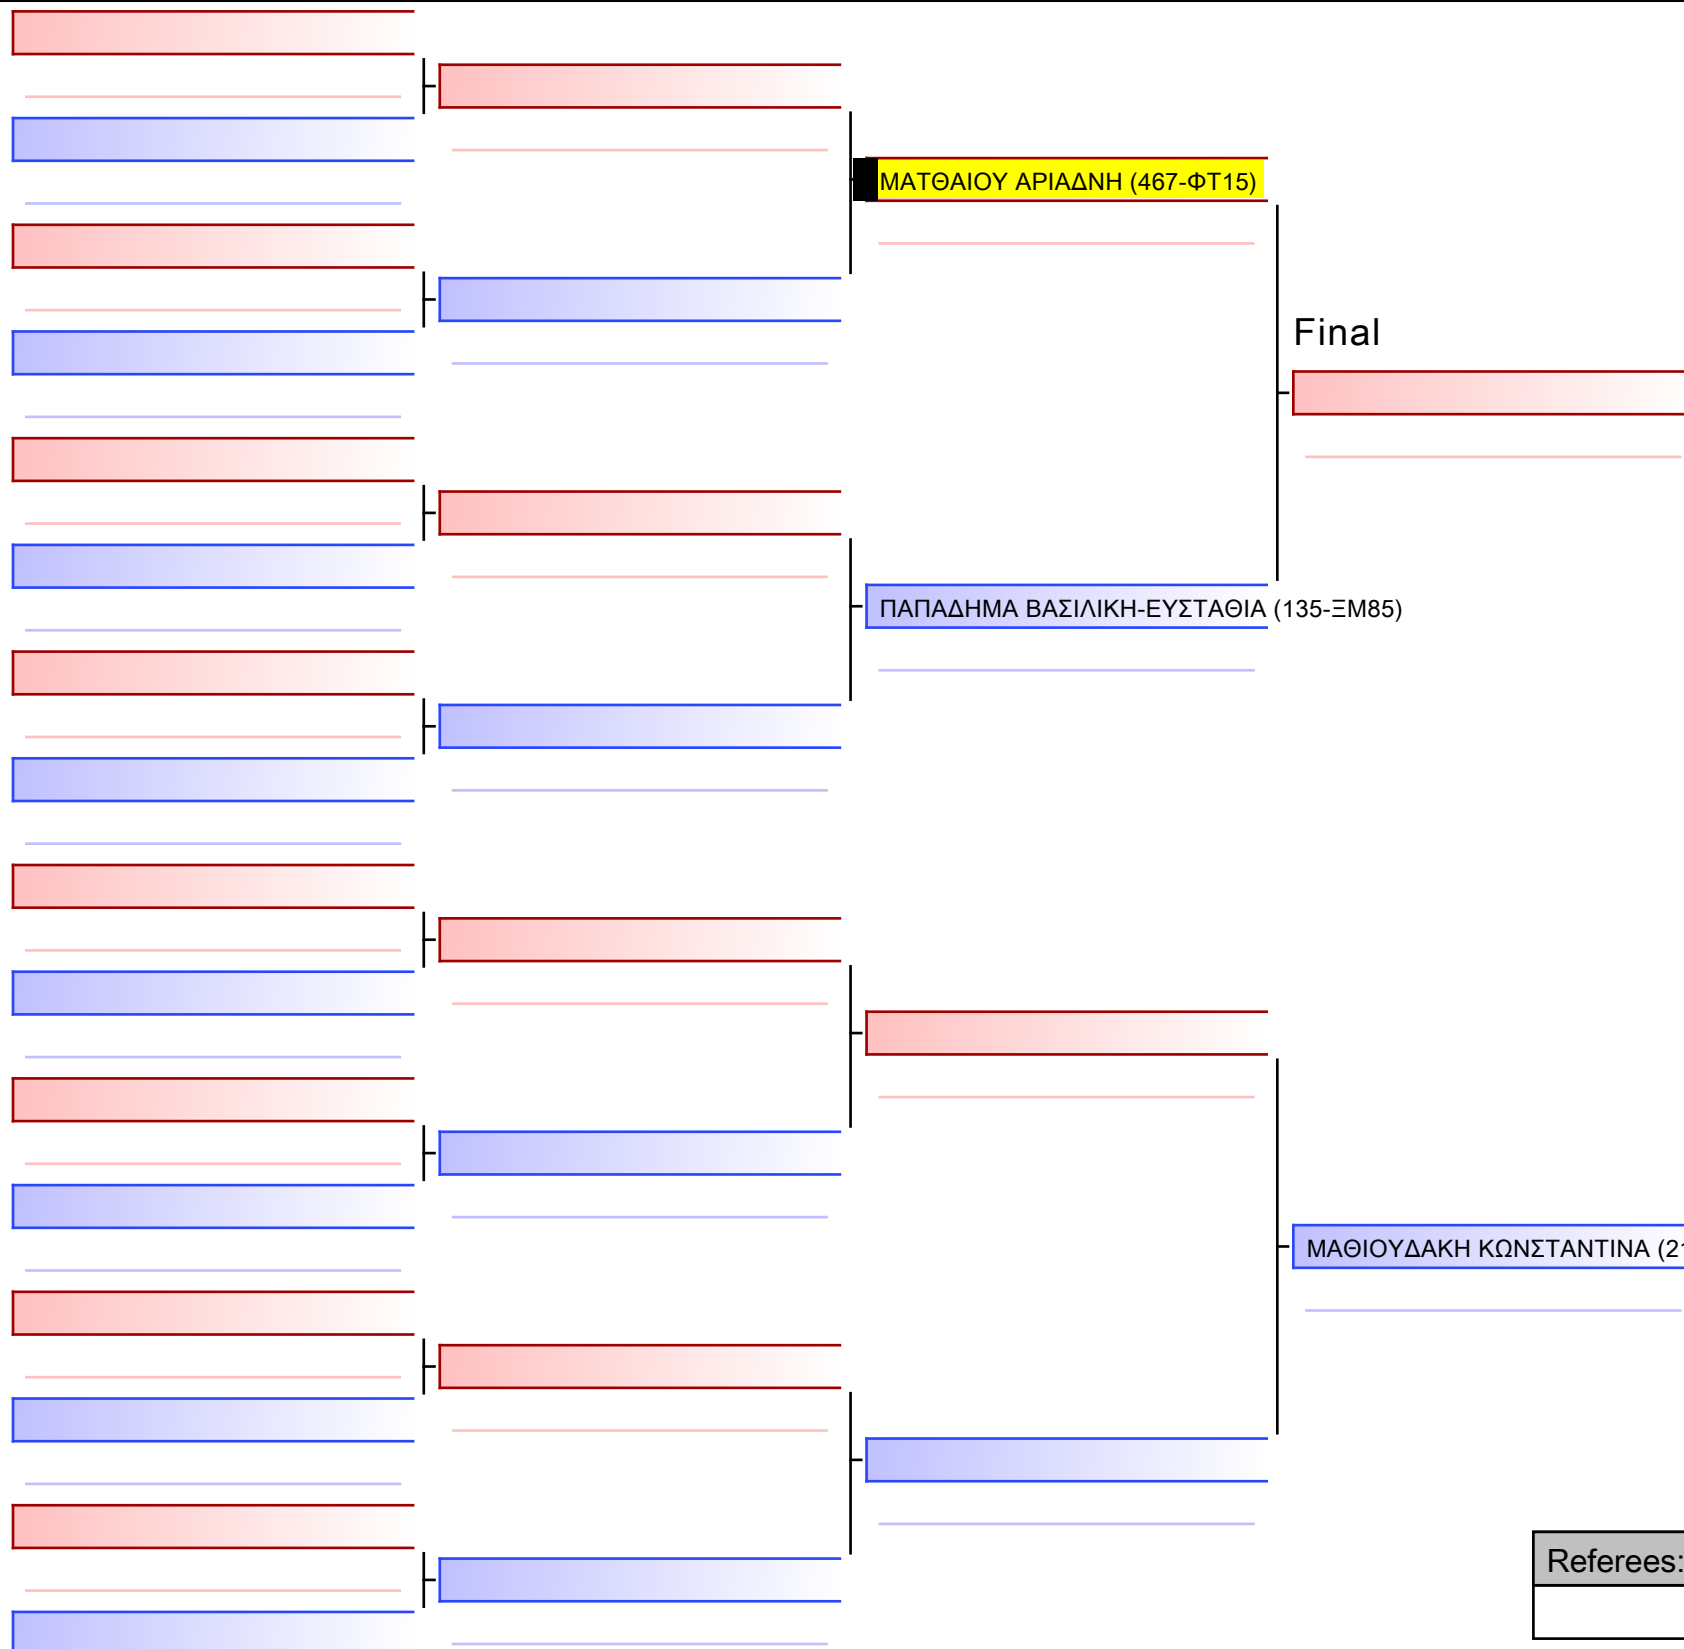 ΜΑΤΘΑΙΟΥ ΑΡΙΑΔΝΗ (467-ΦΤ15)
Final
ΠΑΠΑΔΗΜΑ ΒΑΣΙΛΙΚΗ-ΕΥΣΤΑΘΙΑ (135-ΞΜ85)
ΜΑΘΙΟΥΔΑΚΗ ΚΩΝΣΤΑΝΤΙΝΑ
Referees: